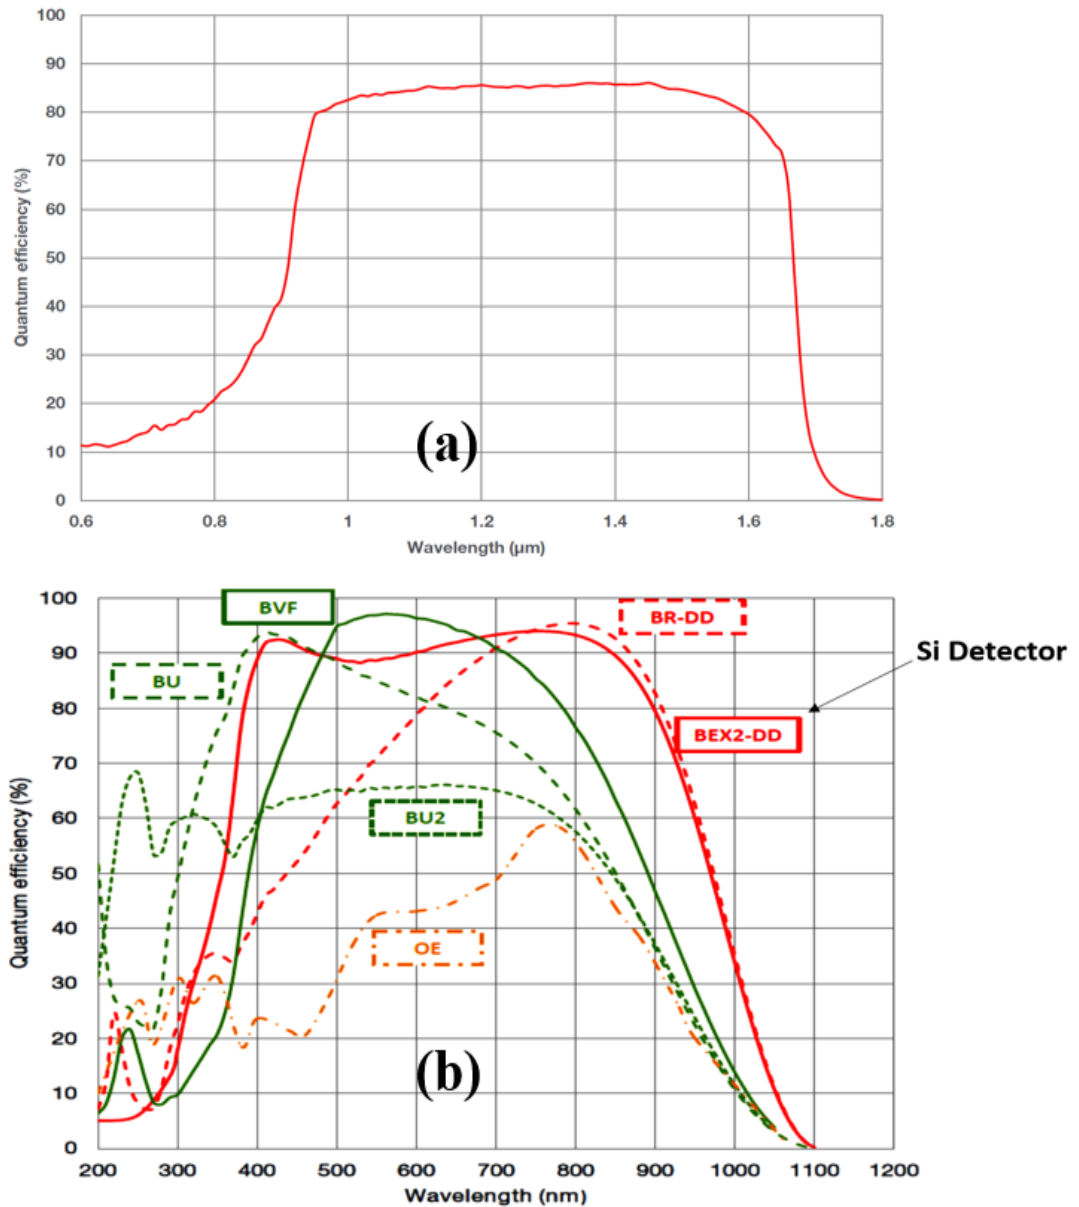 100
90
80
70
60
50
40
30
20
10
0
Quantum efficiency (%)
0.6 0.8 1 1.2 1.4 1.6 1.8
Wavelength (µm)
(a)
100
90
80
70
60
50
40
30
20
10
0
Quantum efficiency (%)
BVF
BR-DD
BU
Si Detector
BEX2-DD
BU2
OE
(b)
200 300 400 500 600 700 800 900 1000 1100 1200
Wavelength (nm)